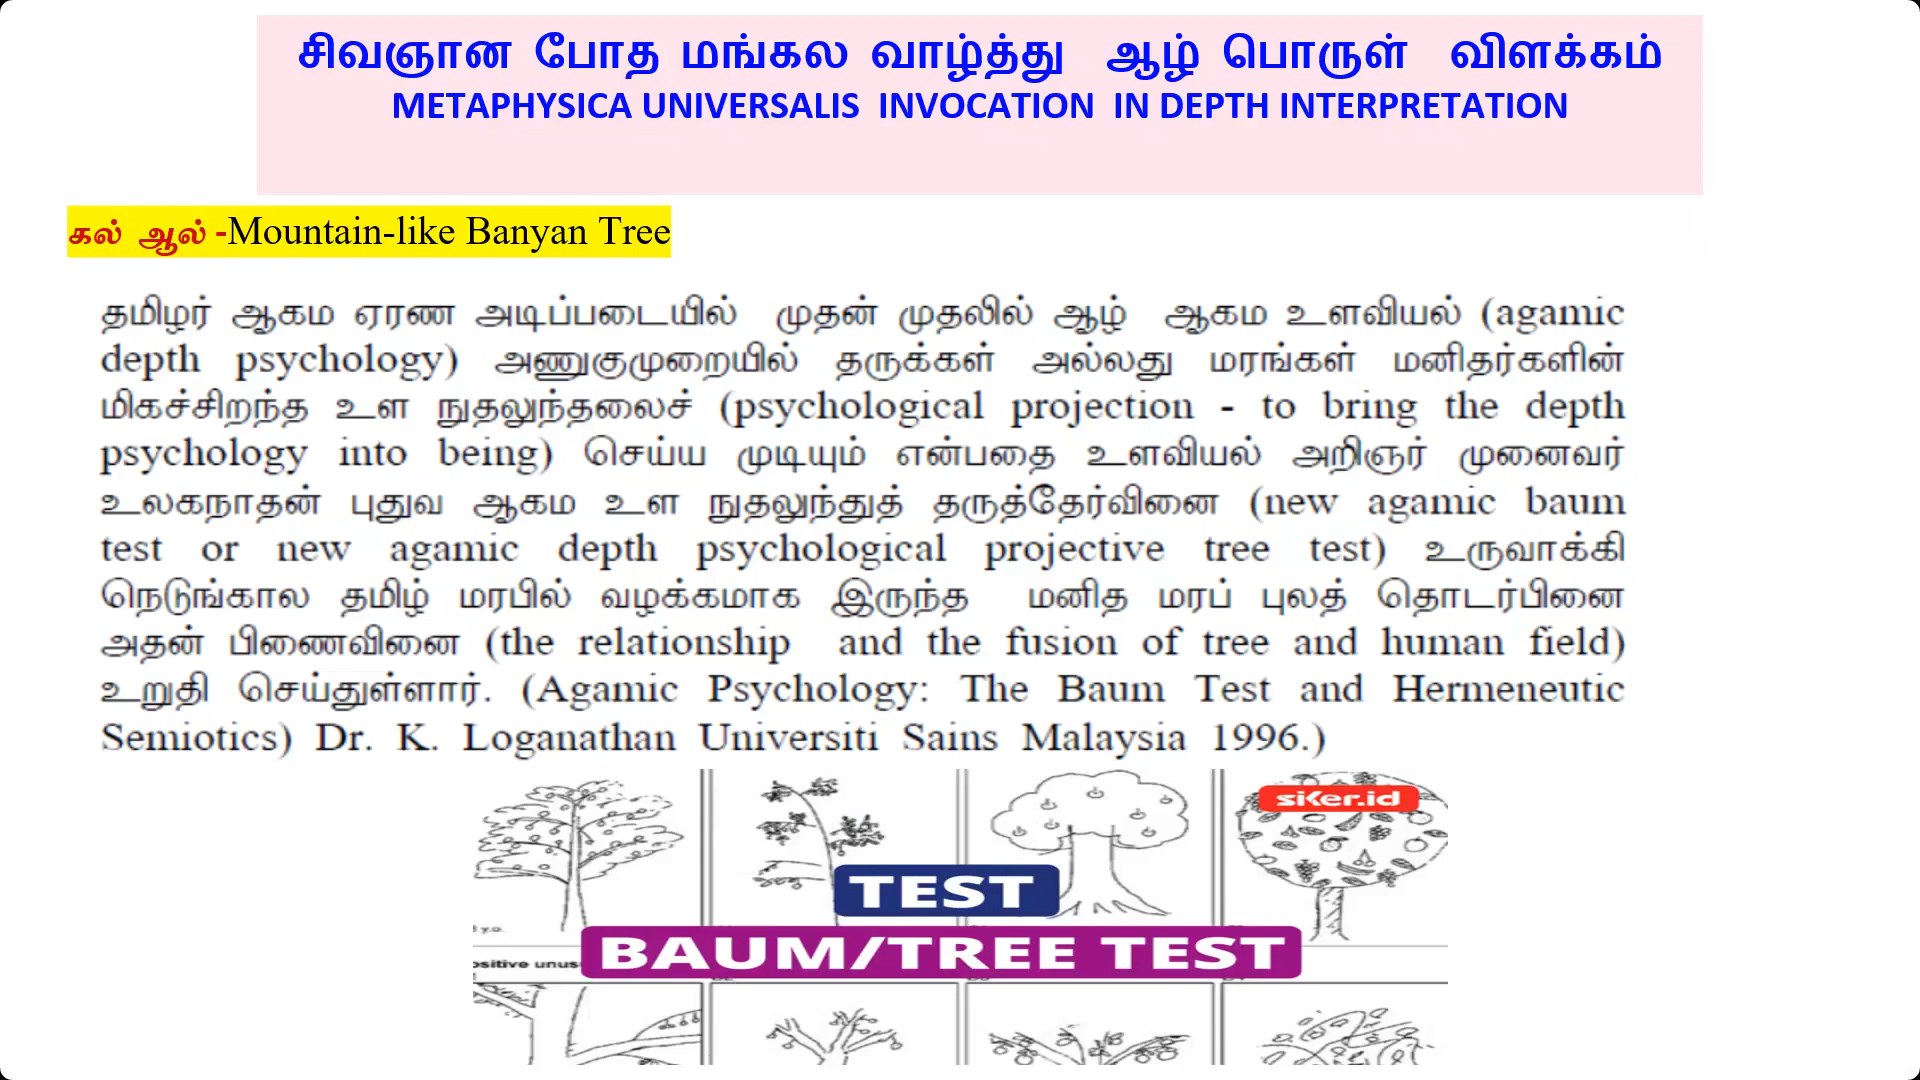 சிவஞான போத மங்கல வாழ்த்து ஆழ் பொருள் விளக்கம்
METAPHYSICA UNIVERSALIS INVOCATION IN DEPTH INTERPRETATION
கல் ஆல் -Mountain-like Banyan Tree
தமிழர் ஆகம ஏரண அடிப்படையில் முதன் முதலில் ஆழ் ஆகம உளவியல் (agamic
depth psychology) அணுகுமுறையில் தருக்கள் அல்லது மரங்கள் மனிதர்களின்
மிகச்சிறந்த உள நுதலுந்தலைச் (psychological projection - to bring the depth
psychology into being) செய்ய முடியும் என்பதை உளவியல் அறிஞர் முனைவர்
உலகநாதன் புதுவ ஆகம உள நுதலுந்துத் தருத்தேர்வினை (new agamic baum
test or new agamic depth psychological projective tree test) உருவாக்கி
நெடுங்கால தமிழ் மரபில் வழக்கமாக இருந்த மனித மரப் புலத் தொடர்பினை
அதன் பிணைவினை (the relationship and the fusion of tree and human field)
உறுதி செய்துள்ளார். (Agamic Psychology: The Baum Test and Hermeneutic
Semiotics) Dr. K. Loganathan Universiti Sains Malaysia 1996.)
siker.id
TEST
y.o.
BAUM/TREE TEST